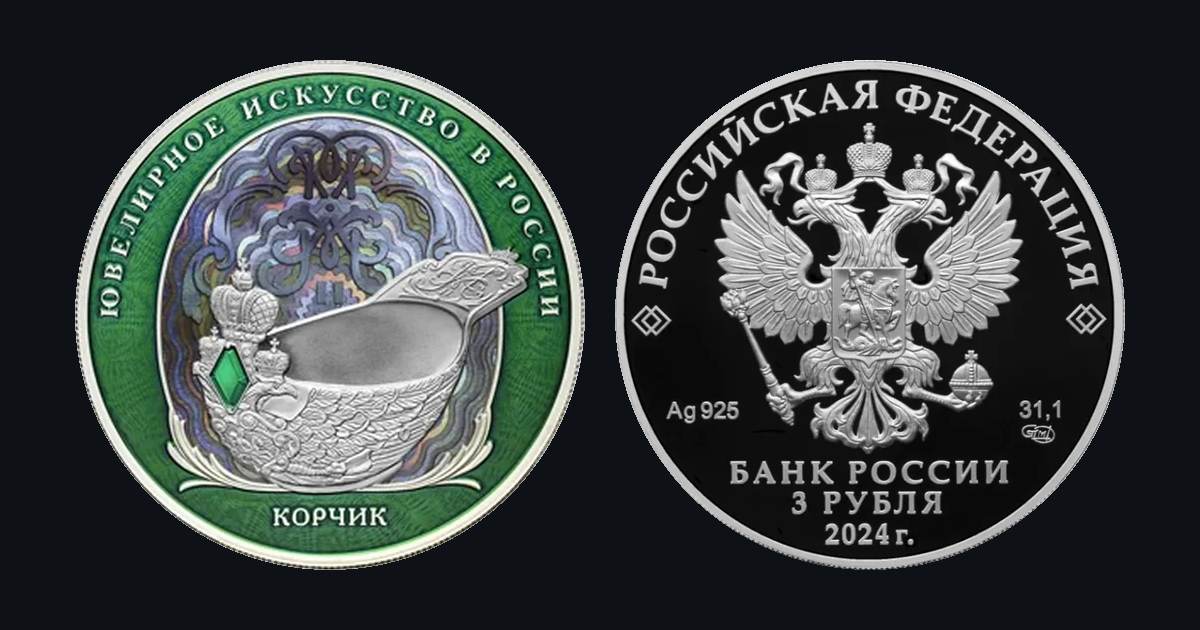 ЮВЕЛИРНОЕ ИСКУССТВО В РОССИИ
КОРЧИК
РОССИЙСКАЯ ФЕДЕРАЦИЯ
Ag 925
31,1
БАНК РОССИИ
3 РУБЛЯ
2024 г.